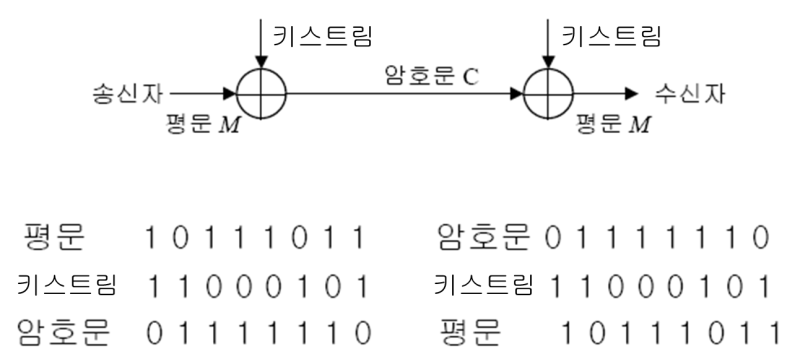 키스트림 키스트림
암호문 C
송신자 수신자
평문 M 평문 M
평문 1 0 1 1 1 0 1 1
키스트림 1 1 0 0 0 1 0 1
암호문 0 1 1 1 1 1 1 0
암호문 0 1 1 1 1 1 1 0
키스트림 1 1 0 0 0 1 0 1
평문 1 0 1 1 1 0 1 1